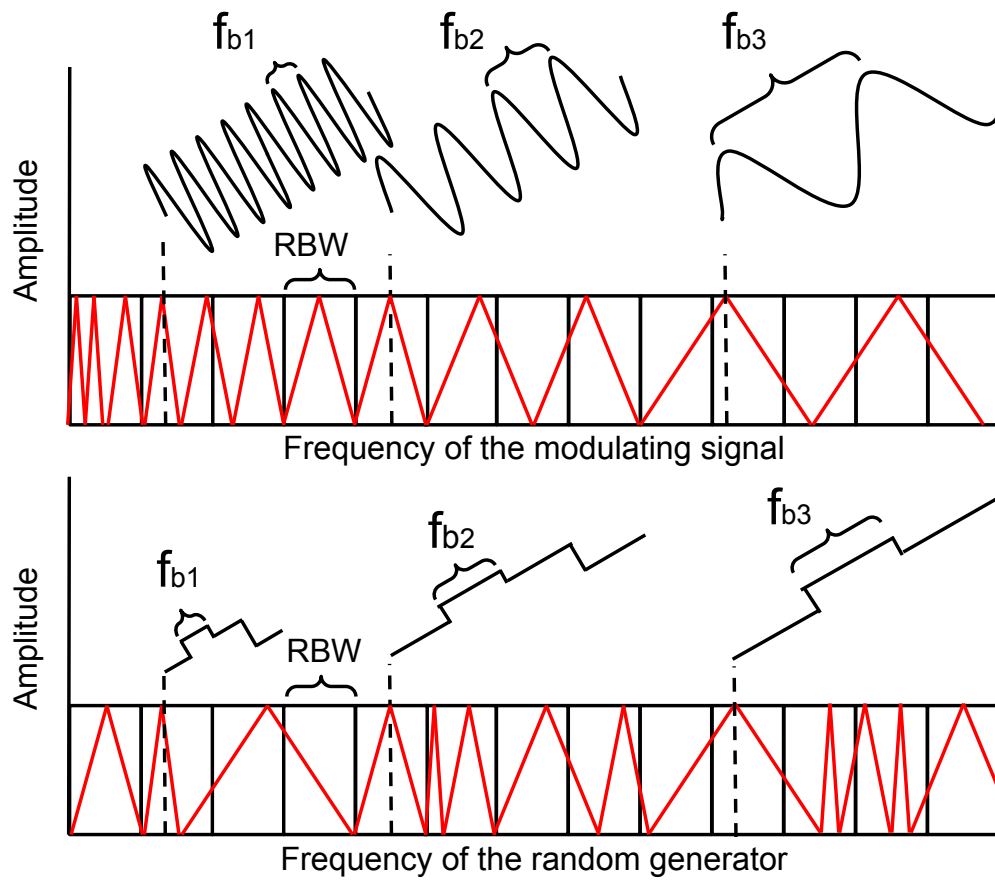 fb1
fb2
fb3
Amplitude
RBW
Frequency of the modulating signal
fb1
fb2
fb3
Amplitude
RBW
Frequency of the random generator